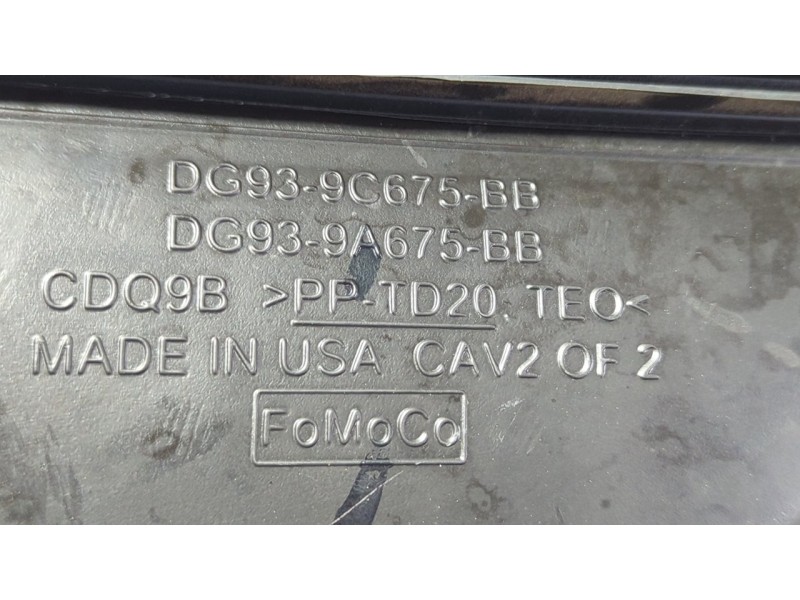 DG93-9C675-BB
DG93-9A675-BB
CDQ9B >PP-TD20, TEO<
MADE IN USA CAV2 OF 2
FoMoCo